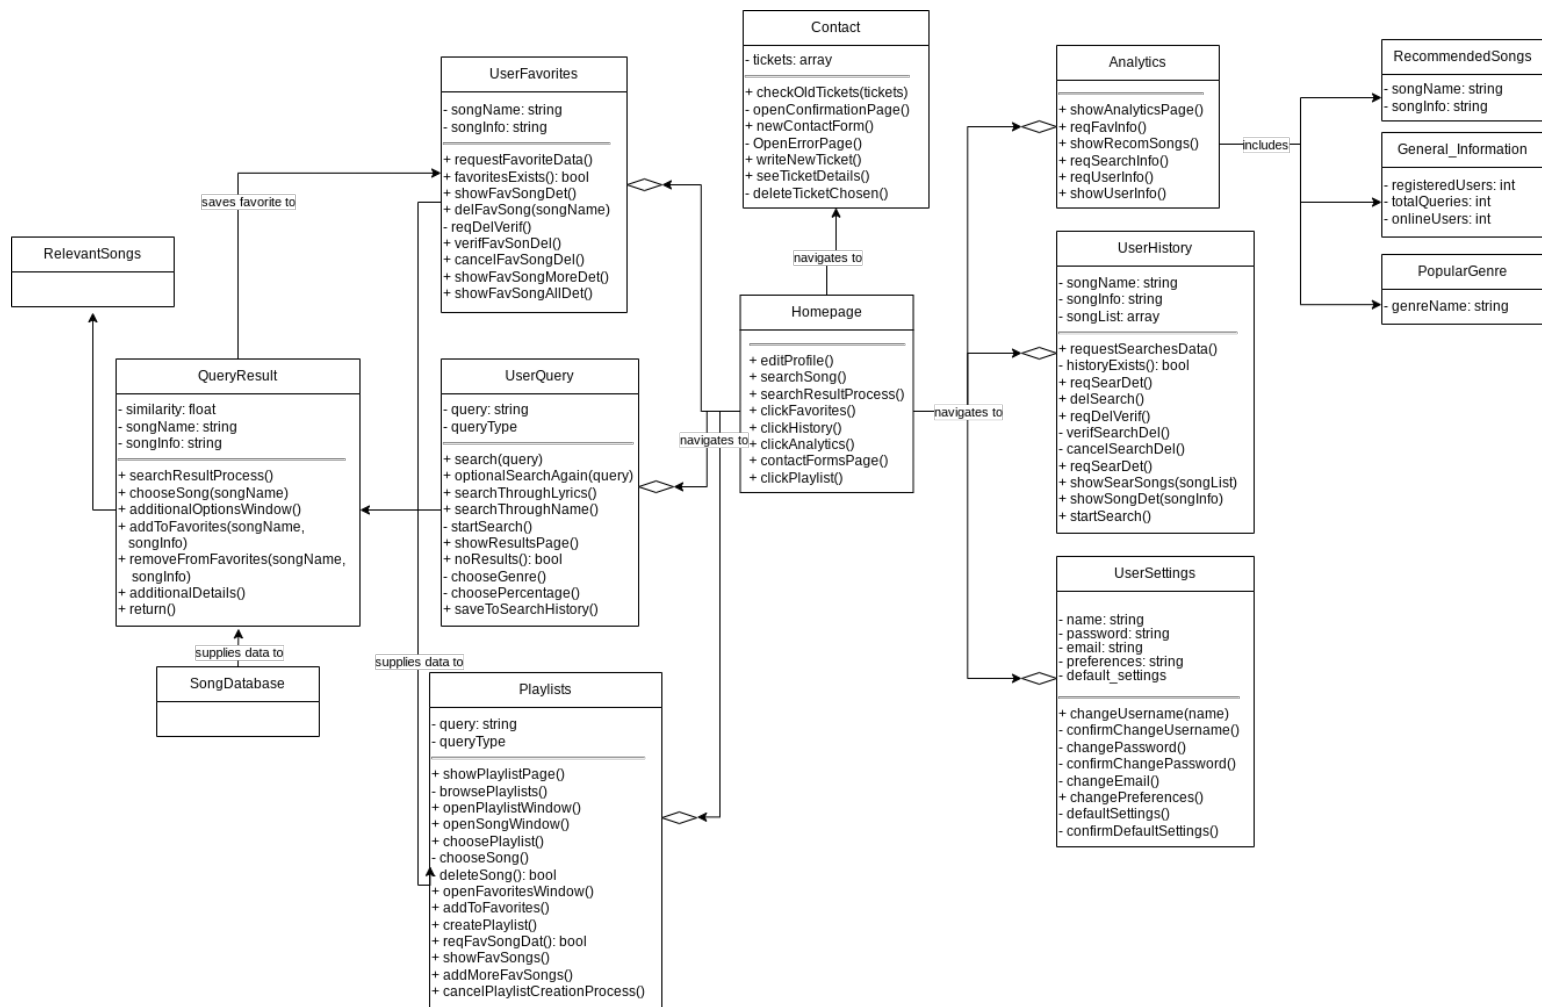 Contact
- tickets: array
+ checkOldTickets(tickets)
- openConfirmationPage()
+ newContactForm()
- OpenErrorPage()
+ writeNewTicket()
+ seeTicketDetails()
- deleteTicketChosen()
UserFavorites
- songName: string
- songInfo: string
+ requestFavoriteData()
+ favoritesExists(): bool
+ showFavSongDet()
+ delFavSong(songName)
- reqDelVerif()
+ verifFavSonDel()
+ cancelFavSongDel()
+ showFavSongMoreDet()
+ showFavSongAllDet()
Analytics
+ showAnalyticsPage()
+ reqFavInfo()
+ showRecomSongs()
+ reqSearchInfo()
+ reqUserInfo()
+ showUserInfo()
includes
RecommendedSongs
- songName: string
- songInfo: string
General_Information
- registeredUsers: int
- totalQueries: int
- onlineUsers: int
PopularGenre
- genreName: string
saves favorite to
RelevantSongs
navigates to
Homepage
+ editProfile()
+ searchSong()
+ searchResultProcess()
+ clickFavorites()
+ clickHistory()
+ clickAnalytics()
+ contactFormsPage()
+ clickPlaylist()
navigates to
navigates to
UserHistory
- songName: string
- songInfo: string
- songList: array
+ requestSearchesData()
- historyExists(): bool
+ reqSearDet()
+ delSearch()
+ reqDelVerif()
- verifSearchDel()
- cancelSearchDel()
+ reqSearDet()
+ showSearSongs(songList)
+ showSongDet(songInfo)
+ startSearch()
QueryResult
- similarity: float
- songName: string
- songInfo: string
+ searchResultProcess()
+ chooseSong(songName)
+ additionalOptionsWindow()
+ addToFavorites(songName,
songInfo)
+ removeFromFavorites(songName,
songInfo)
+ additionalDetails()
+ return()
UserQuery
- query: string
- queryType
+ search(query)
+ optionalSearchAgain(query)
+ searchThroughLyrics()
+ searchThroughName()
- startSearch()
+ showResultsPage()
+ noResults(): bool
- chooseGenre()
- choosePercentage()
+ saveToSearchHistory()
UserSettings
- name: string
- password: string
- email: string
- preferences: string
- default_settings
+ changeUsername(name)
- confirmChangeUsername()
- changePassword()
- confirmChangePassword()
- changeEmail()
+ changePreferences()
- defaultSettings()
- confirmDefaultSettings()
supplies data to
SongDatabase
supplies data to
Playlists
- query: string
- queryType
+ showPlaylistPage()
- browsePlaylists()
+ openPlaylistWindow()
+ openSongWindow()
+ choosePlaylist()
- chooseSong()
deleteSong(): bool
+ openFavoritesWindow()
+ addToFavorites()
+ createPlaylist()
+ reqFavSongDat(): bool
+ showFavSongs()
+ addMoreFavSongs()
+ cancelPlaylistCreationProcess()